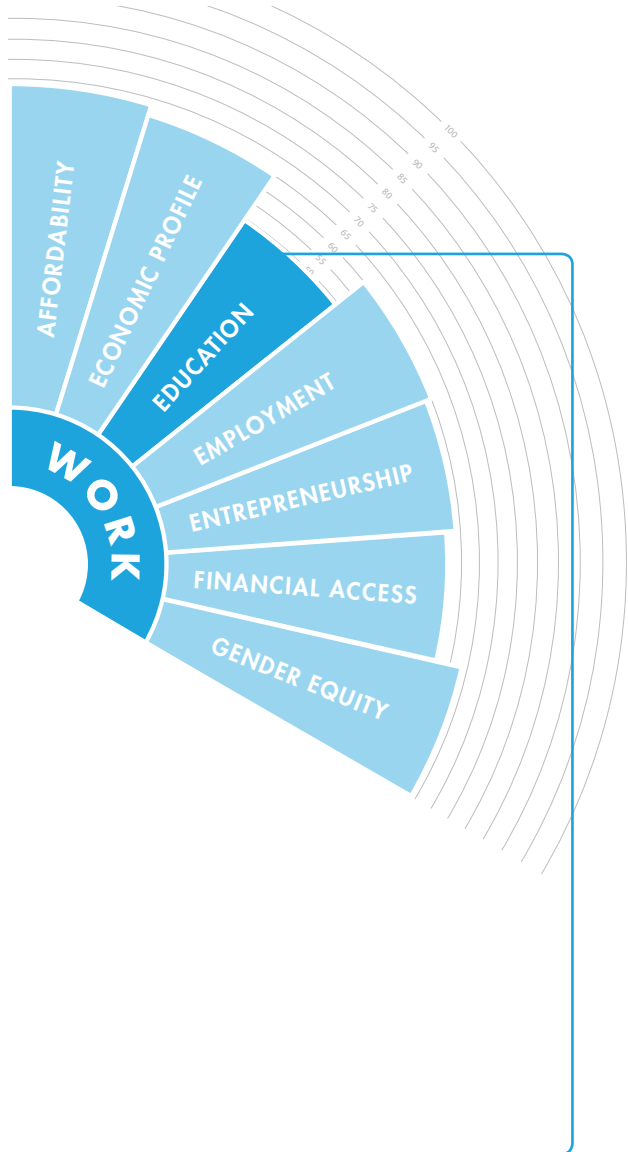 100
95
90
85
80
75
70
65
60
55
50
AFFORDABILITY
ECONOMIC PROFILE
EDUCATION
EMPLOYMENT
ENTREPRENEURSHIP
FINANCIAL ACCESS
GENDER EQUITY
WORK